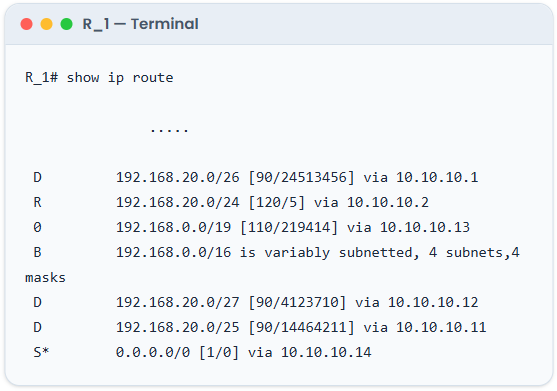 R_1 — Terminal
R_1# show ip route
.....
D 192.168.20.0/26 [90/24513456] via 10.10.10.1
R 192.168.20.0/24 [120/5] via 10.10.10.2
0 192.168.0.0/19 [110/219414] via 10.10.10.13
B 192.168.0.0/16 is variably subnetted, 4 subnets,4
masks
D 192.168.20.0/27 [90/4123710] via 10.10.10.12
D 192.168.20.0/25 [90/14464211] via 10.10.10.11
S* 0.0.0.0/0 [1/0] via 10.10.10.14